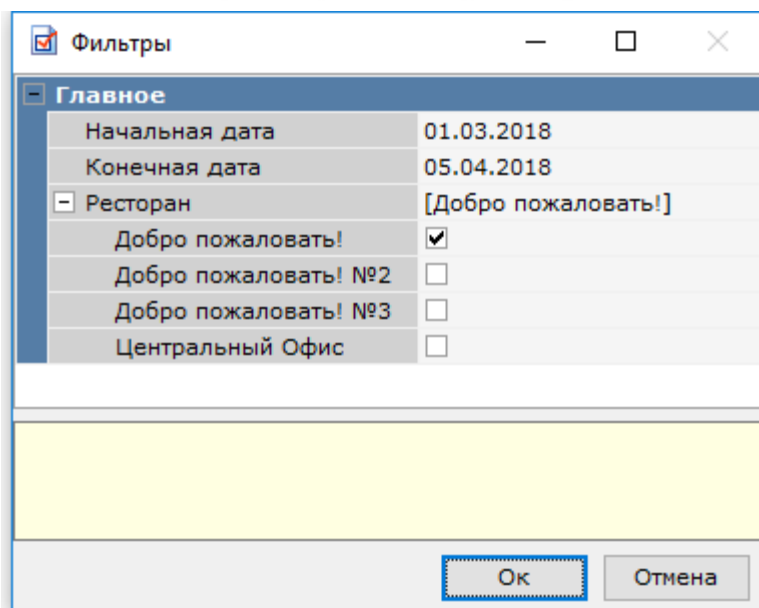 Фильтры
Главное
Начальная дата 01.03.2018
Конечная дата 05.04.2018
Ресторан [Добро пожаловать!]
Добро пожаловать!
Добро пожаловать! №2
Добро пожаловать! №3
Центральный Офис
Ок Отмена